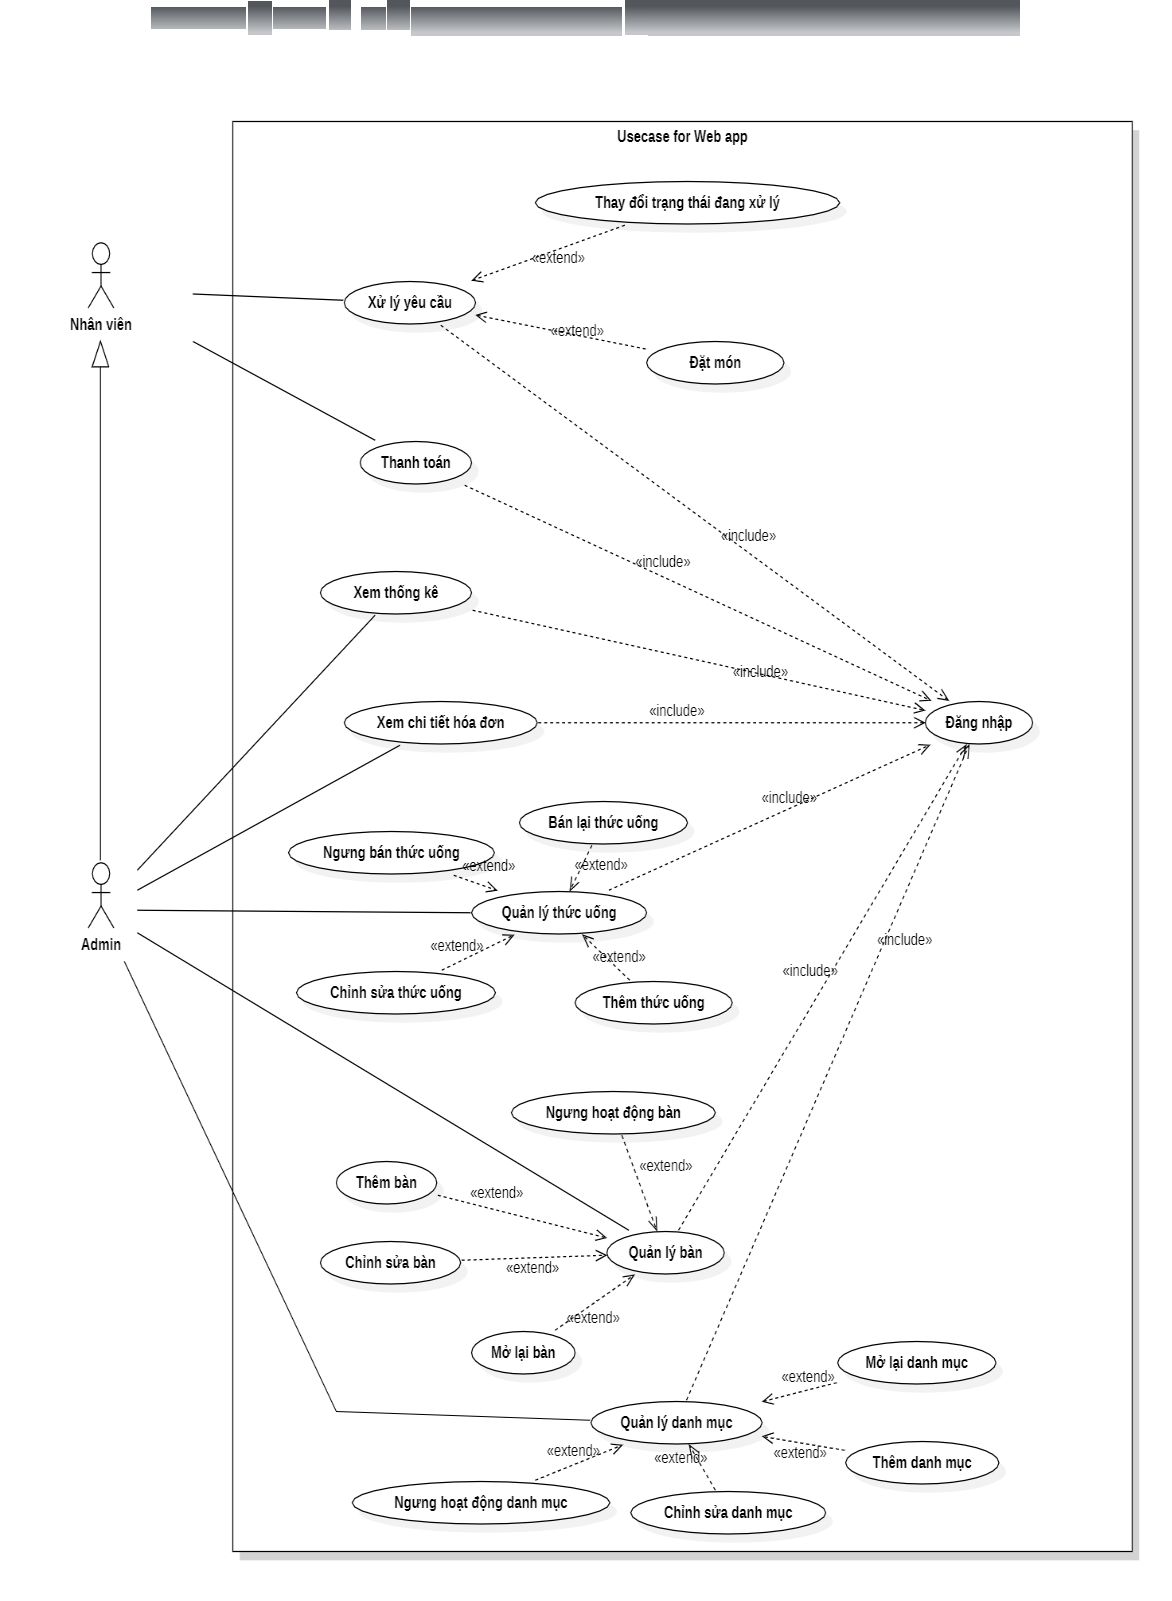 Usecase for Web app
Thay đổi trạng thái đang xử lý
«extend»
Nhân viên
Xử lý yêu cầu
«extend»
Đặt món
Thanh toán
«include»
«include»
Xem thống kê
«include»
«include»
Xem chi tiết hóa đơn
Đăng nhập
«include»
Bán lại thức uống
Ngưng bán thức uống
«extend»
«extend»
Quản lý thức uống
Admin
«extend»
«extend»
«include»
«include»
Chỉnh sửa thức uống
Thêm thức uống
Ngưng hoạt động bàn
«extend»
Thêm bàn
«extend»
Quản lý bàn
Chỉnh sửa bàn
«extend»
«extend»
Mở lại bàn
Mở lại danh mục
«extend»
Quản lý danh mục
«extend»
«extend»
«extend»
Thêm danh mục
Ngưng hoạt động danh mục
Chỉnh sửa danh mục